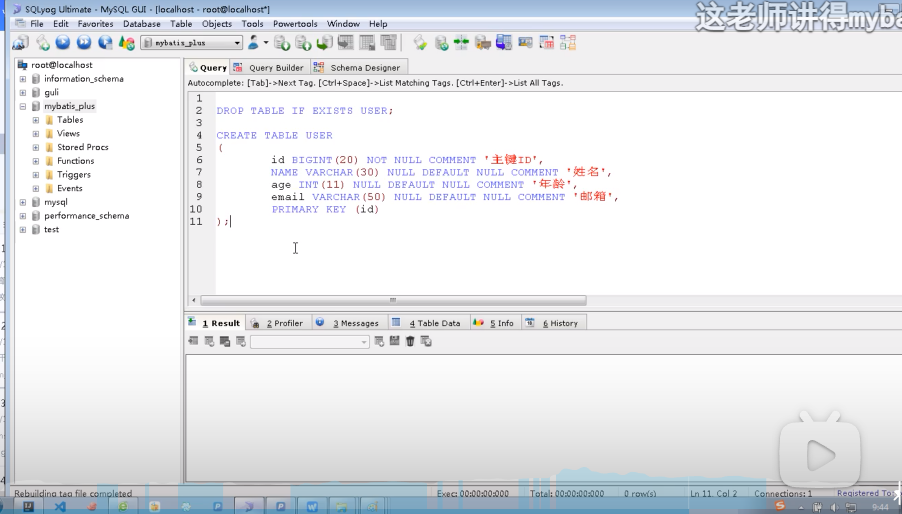 SQLyog Ultimate - MySQL GUI - [localhost - root@localhost*]
这老师讲得myba
File Edit Favorites Database Table Objects Tools Powertools Window Help
mybatis_plus
root@localhost
information_schema
guli
mybatis_plus
Tables
Views
Stored Procs
Functions
Triggers
Events
mysql
performance_schema
test
Query Query Builder Schema Designer
Autocomplete: [Tab]->Next Tag. [Ctrl+Space]->List Matching Tags. [Ctrl+Enter]->List All Tags.
1
2 DROP TABLE IF EXISTS USER;
3
4 CREATE TABLE USER
5 (
6 id BIGINT(20) NOT NULL COMMENT '主键ID',
7 NAME VARCHAR(30) NULL DEFAULT NULL COMMENT '姓名',
8 age INT(11) NULL DEFAULT NULL COMMENT '年龄',
9 email VARCHAR(50) NULL DEFAULT NULL COMMENT '邮箱',
10 PRIMARY KEY (id)
11 );
1 Result 2 Profiler 3 Messages 4 Table Data 5 Info 6 History
Rebuilding tag file completed
Exec: 00:00:00:000 Total: 00:00:00:000 0 row(s) Ln 11, Col 2 Connections: 1 Registered To:
9:44